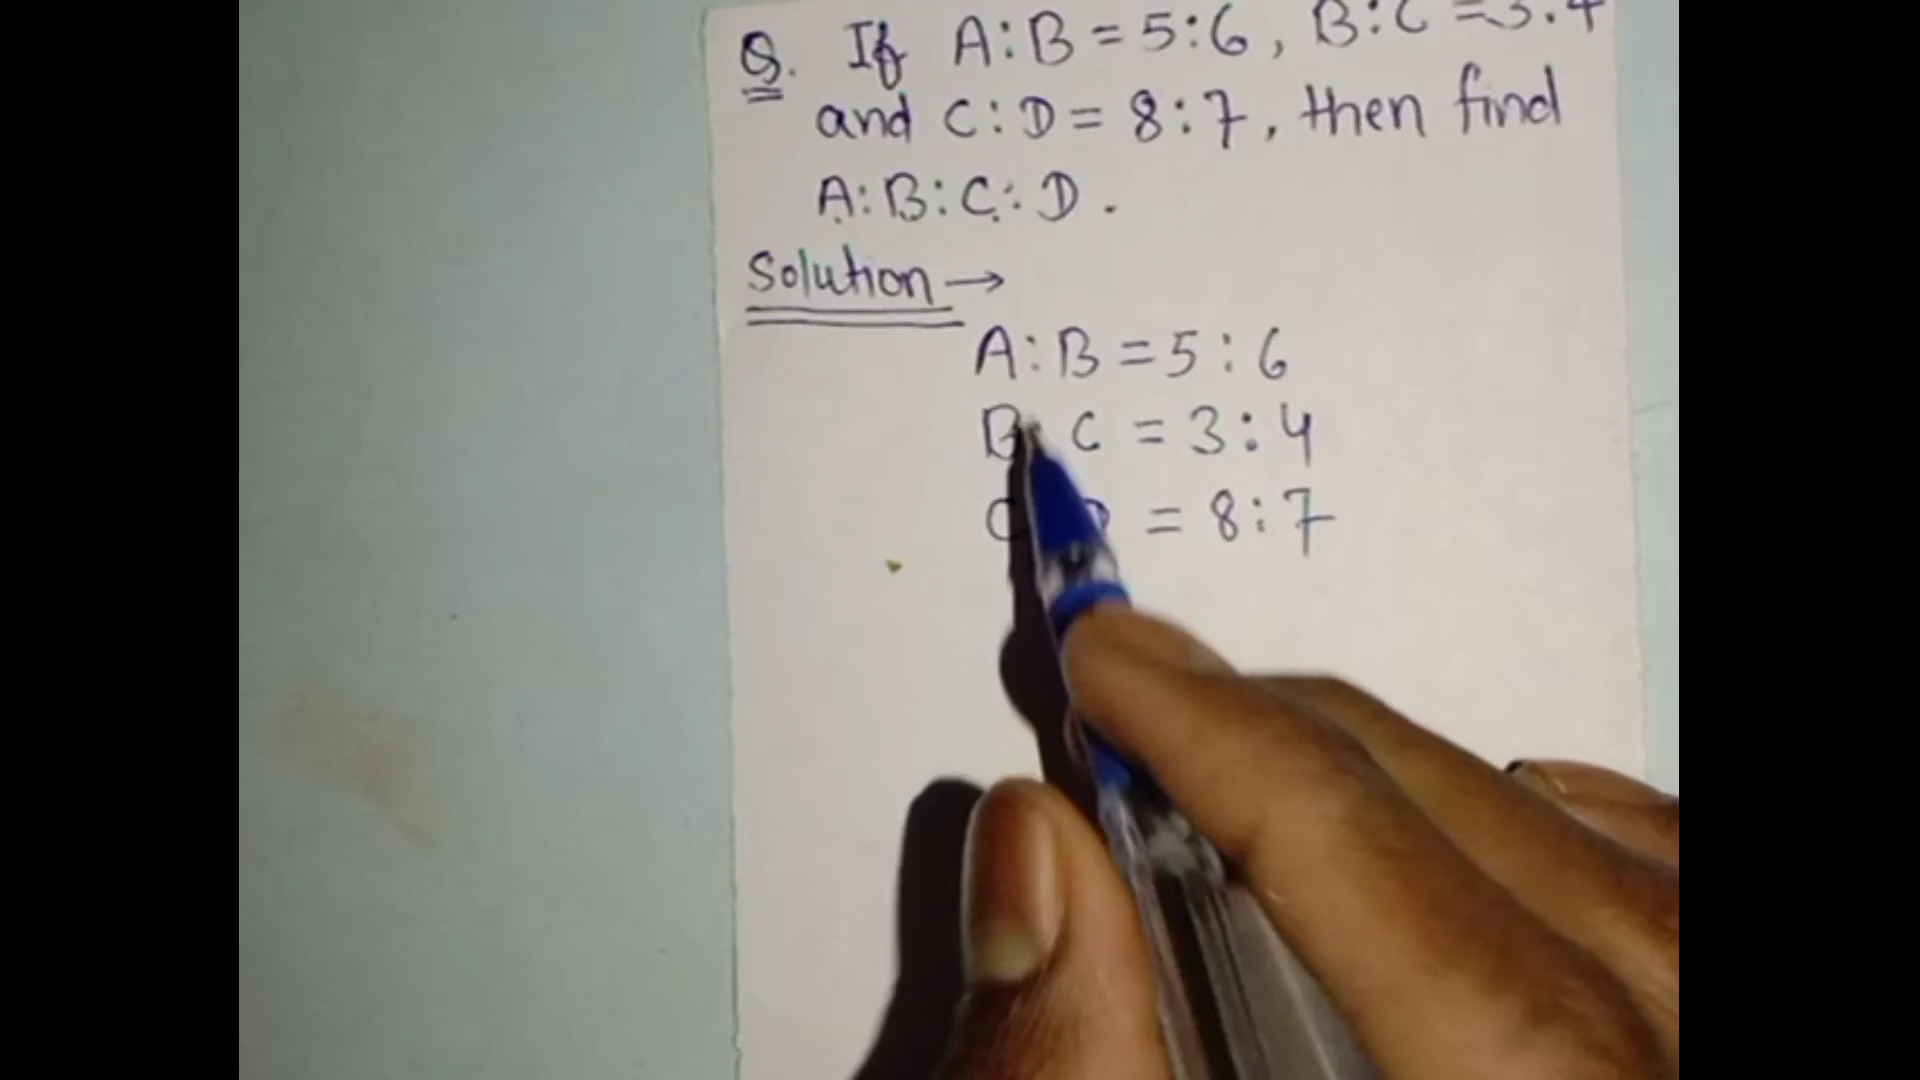 Q. If A:B = 5:6, B:C = 3:4
and C:D = 8:7, then find
A:B:C:D.
Solution →
A:B = 5:6
B: C = 3:4
C D = 8:7